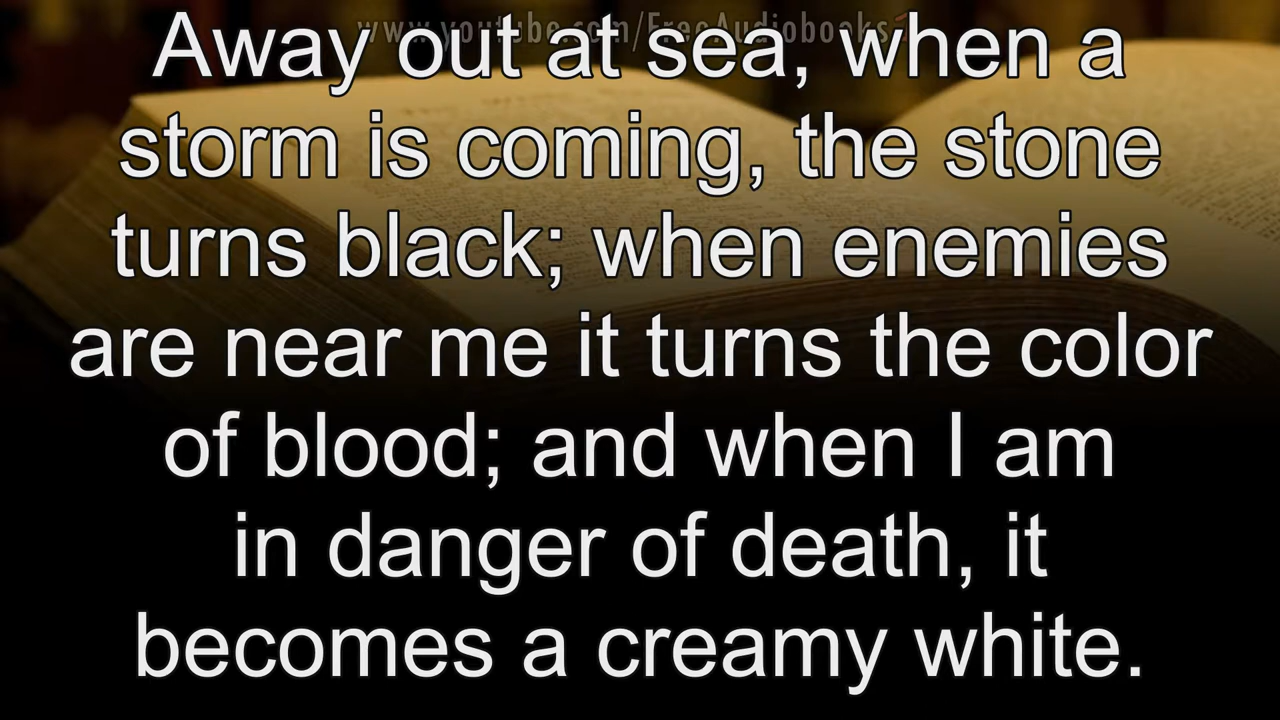 www.youtube.com/FreeAudiobooks
Away out at sea, when a
storm is coming, the stone
turns black; when enemies
are near me it turns the color
of blood; and when I am
in danger of death, it
becomes a creamy white.